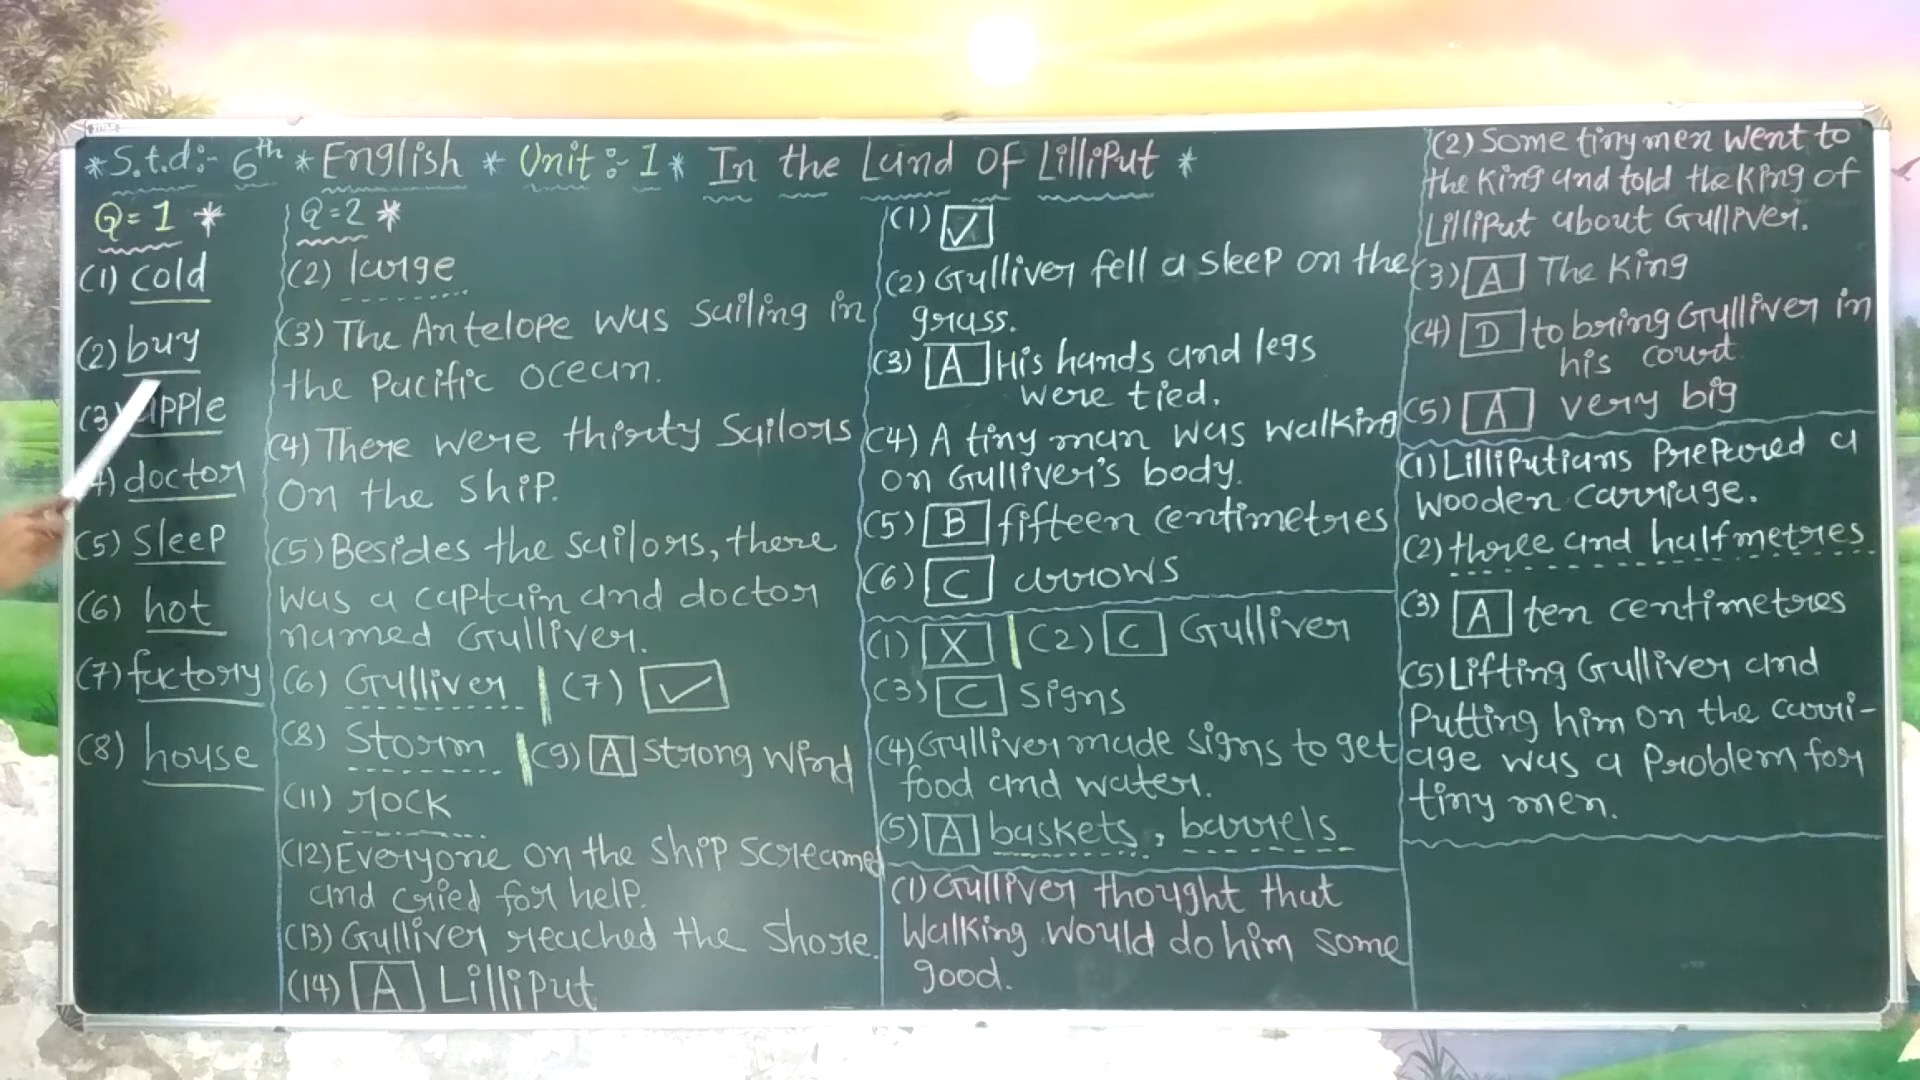 *S.t.d:- 6th * English * Unit:-1* In the Land of Lilliput *
Q=1 *
(1) cold
(2) buy
(3) apple
(4) doctor
(5) sleep
(6) hot
(7) factory
(8) house
Q=2 *
(2) large
(3) The Antelope was sailing in
the Pacific ocean.
(4) There were thirty Sailors
on the ship.
(5) Besides the sailors, there
was a captain and doctor
named Gulliver.
(6) Gulliver (7) ✓
(8) Storm (9) A Strong wind
(11) rock
(12) Everyone on the ship screamed
and cried for help.
(13) Gulliver reached the shore.
(14) A Lilliput
(1) ✓
(2) Gulliver fell a sleep on the
grass.
(3) A His hands and legs
were tied.
(4) A tiny man was walking
on Gulliver's body.
(5) B fifteen centimetres
(6) C arrows
(1) X (2) C Gulliver
(3) C Signs
(4) Gulliver made signs to get
food and water.
(5) A baskets, barrels
(1) Gulliver thought that
walking would do him some
good.
(2) Some tiny men went to
the King and told the King of
Lilliput about Gulliver.
(3) A The King
(4) D to bring Gulliver in
his court
(5) A very big
(1) Lilliputians prepared a
wooden carriage.
(2) three and half metres
(3) A ten centimetres
(5) Lifting Gulliver and
Putting him on the carri-
age was a problem for
tiny men.